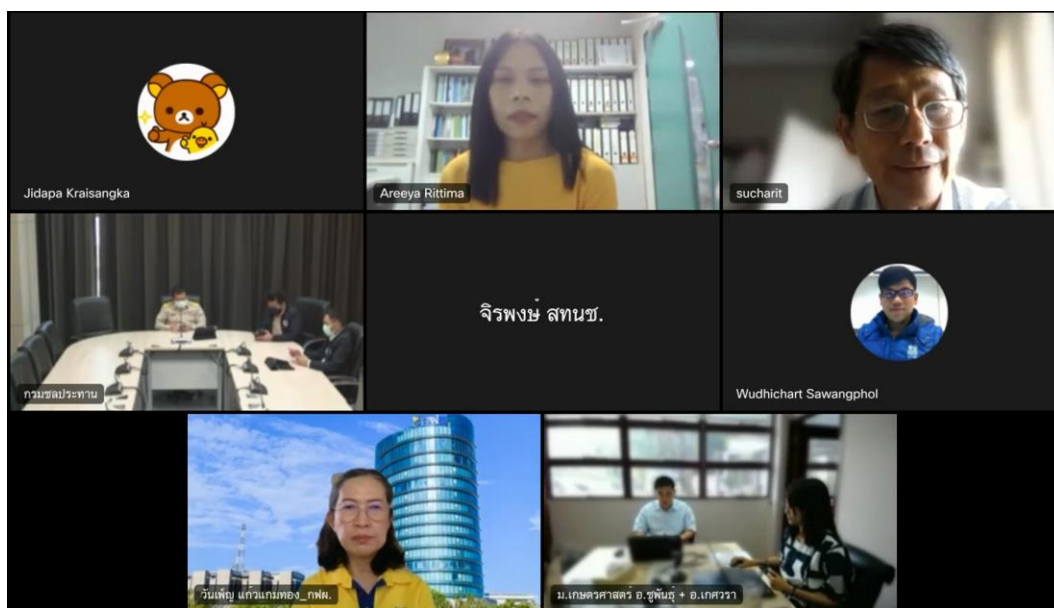 Jidapa Kraisangka
Areeya Rittima
sucharit
กรมชลประทาน
จิรพงษ์ สทนช.
Wudhichart Sawangphol
วันเพ็ญ แก้วแกมทอง_กฟผ.
ม.เกษตรศาสตร์ อ.ชูพันธุ์ + อ.เกศวรา